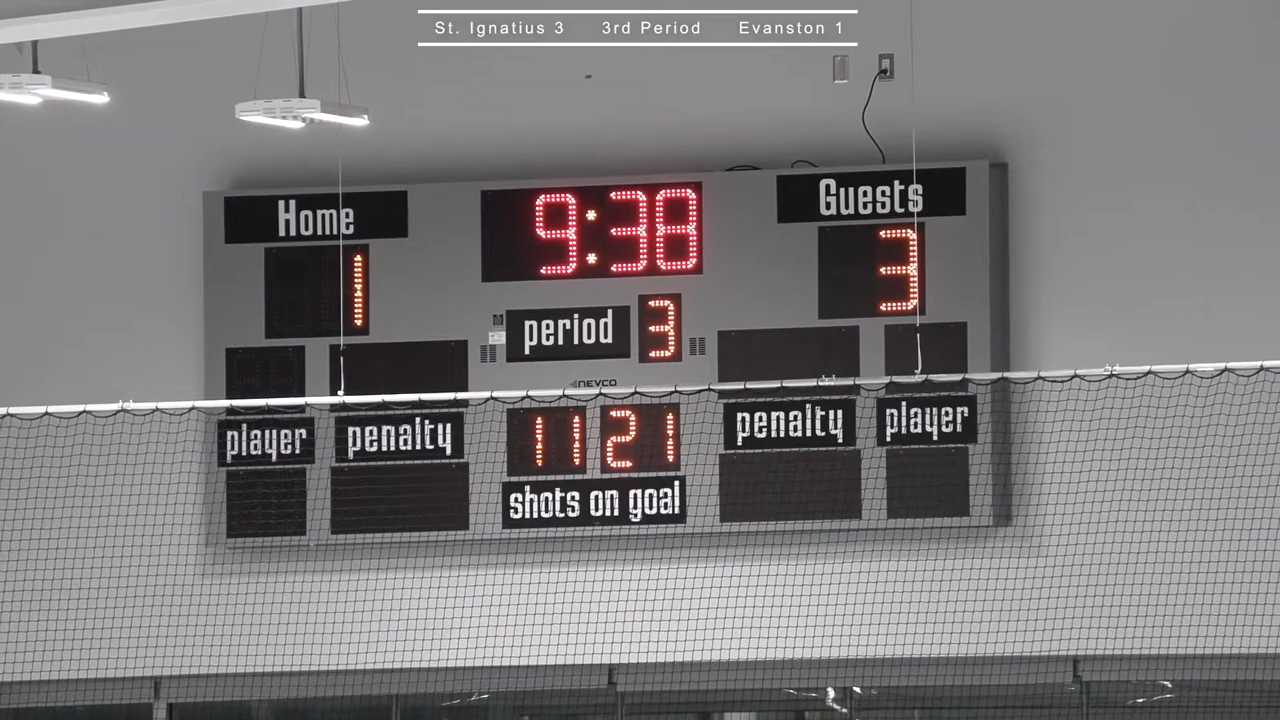 St. Ignatius 3 3rd Period Evanston 1
Home 9:38 Guests
1 3
period 3
NEVCO
player penalty 11 21 penalty player
shots on goal